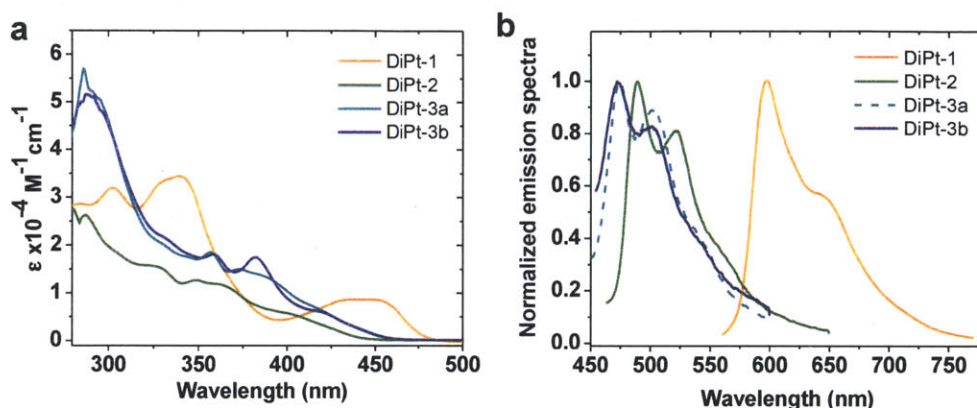 a
ε x10⁻⁴ M⁻¹ cm⁻¹
6
5
4
3
2
1
0
300 350 400 450 500
Wavelength (nm)
DiPt-1
DiPt-2
DiPt-3a
DiPt-3b
b
Normalized emission spectra
1.0
0.8
0.6
0.4
0.2
0.0
450 500 550 600 650 700 750
Wavelength (nm)
DiPt-1
DiPt-2
DiPt-3a
DiPt-3b